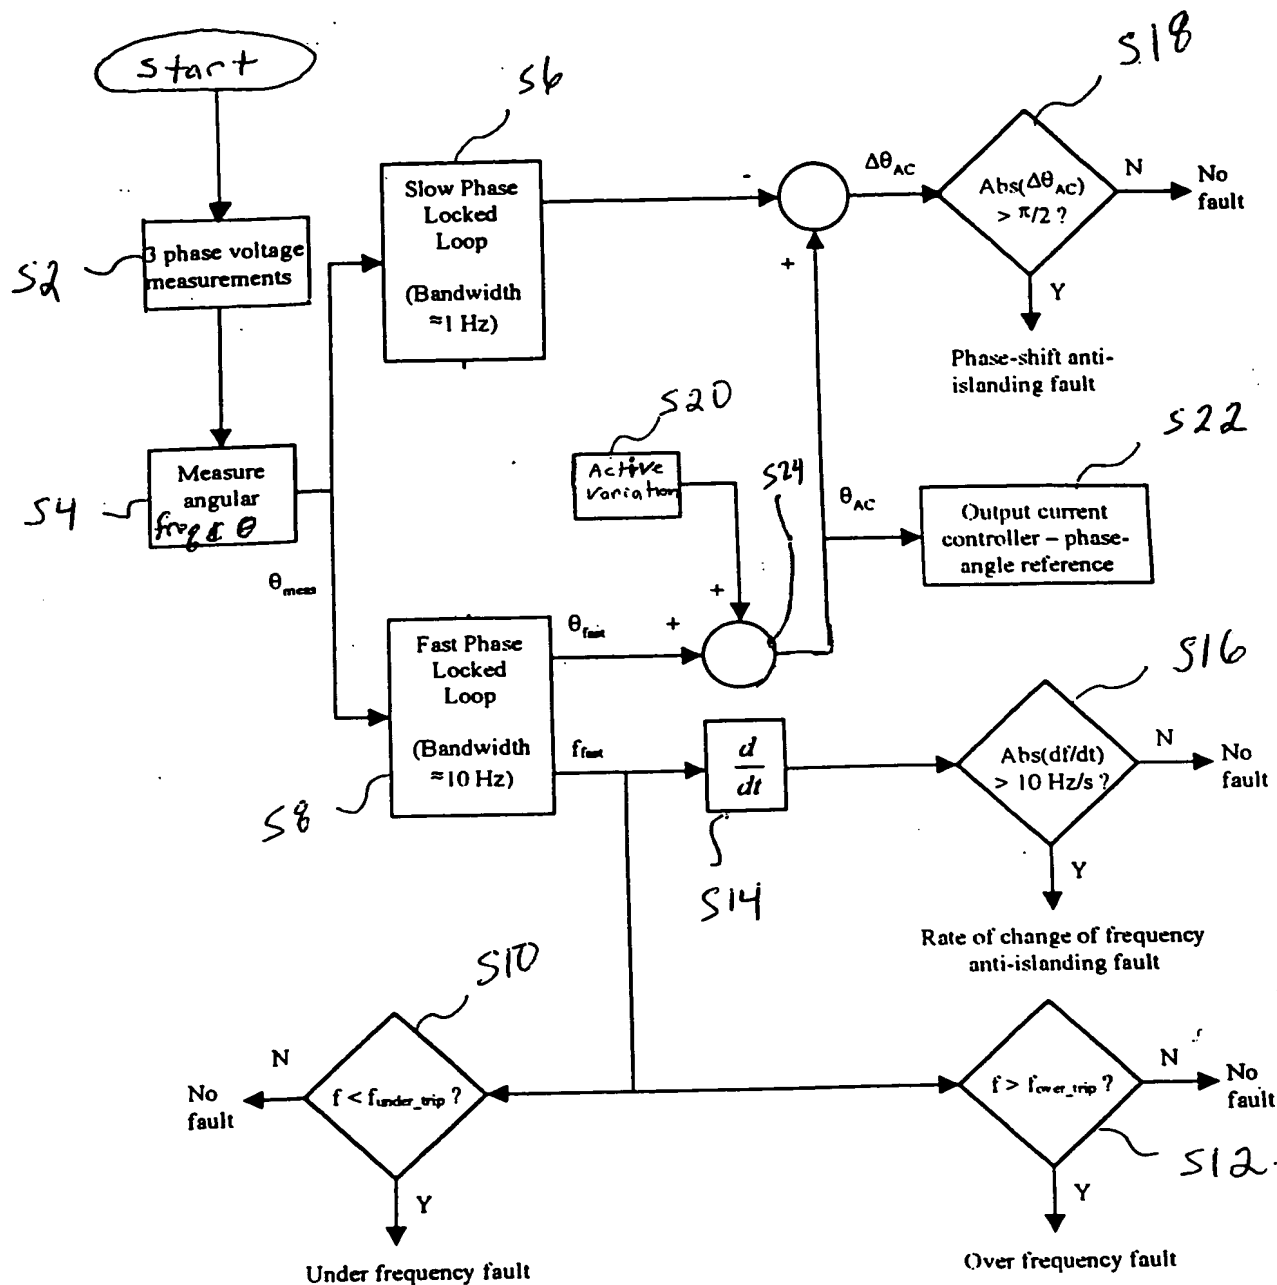 Start
S2
3 phase voltage
measurements
S4
Measure
angular
freq & θ
θmeas
S6
Slow Phase
Locked
Loop
(Bandwidth
≈1 Hz)
-
+
ΔθAC
S18
Abs(ΔθAC)
> π/2 ?
N
No
fault
Y
Phase-shift anti-
islanding fault
S20
Active
variation
S24
+
θAC
S22
Output current
controller – phase-
angle reference
S8
Fast Phase
Locked
Loop
(Bandwidth
≈10 Hz)
θfast
+
ffast
d
dt
S14
S16
Abs(df/dt)
> 10 Hz/s ?
N
No
fault
Y
Rate of change of frequency
anti-islanding fault
S10
f < funder_trip ?
N
No
fault
Y
Under frequency fault
f > fover_trip ?
N
No
fault
S12
Y
Over frequency fault